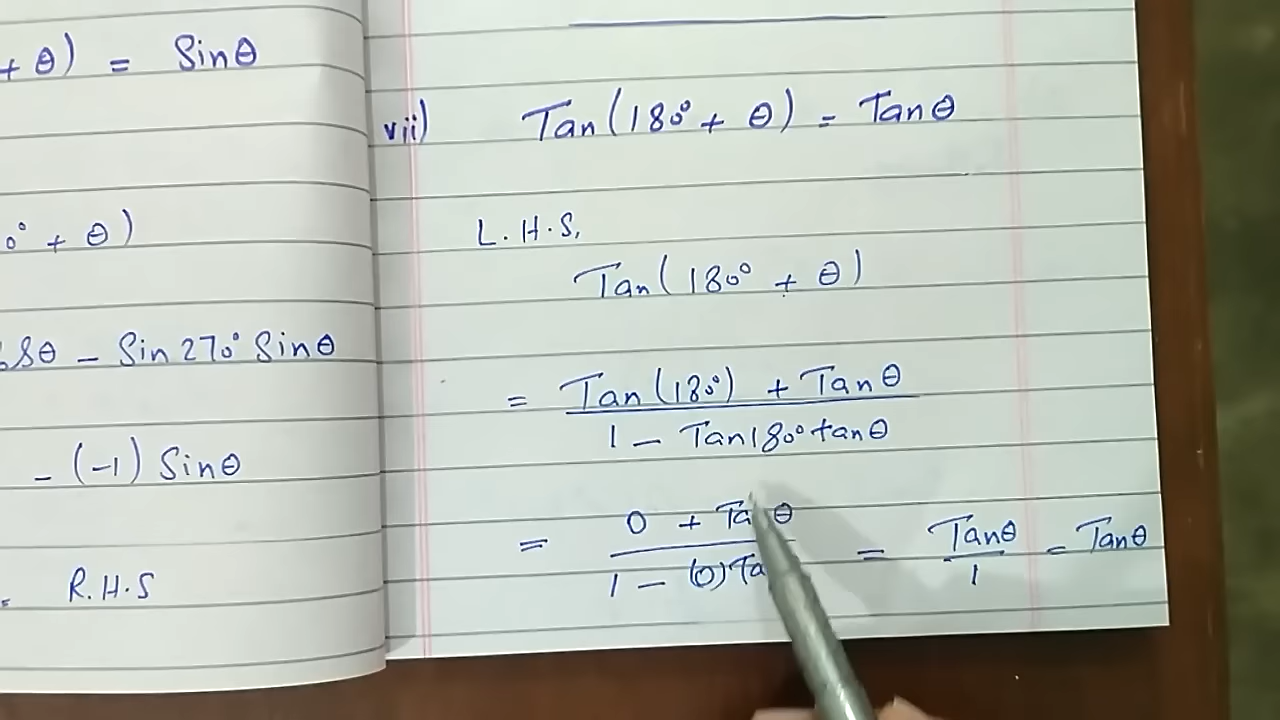 + θ) = Sinθ
0° + θ)
sθ - Sin 270° Sinθ
- (-1) Sinθ
= R.H.S
vii) Tan(180° + θ) = Tanθ
L.H.S,
Tan(180° + θ)
= Tan(180°) + Tanθ
1 - Tan180° tanθ
= 0 + Tanθ = Tanθ = Tanθ
1 - (0)Ta 1